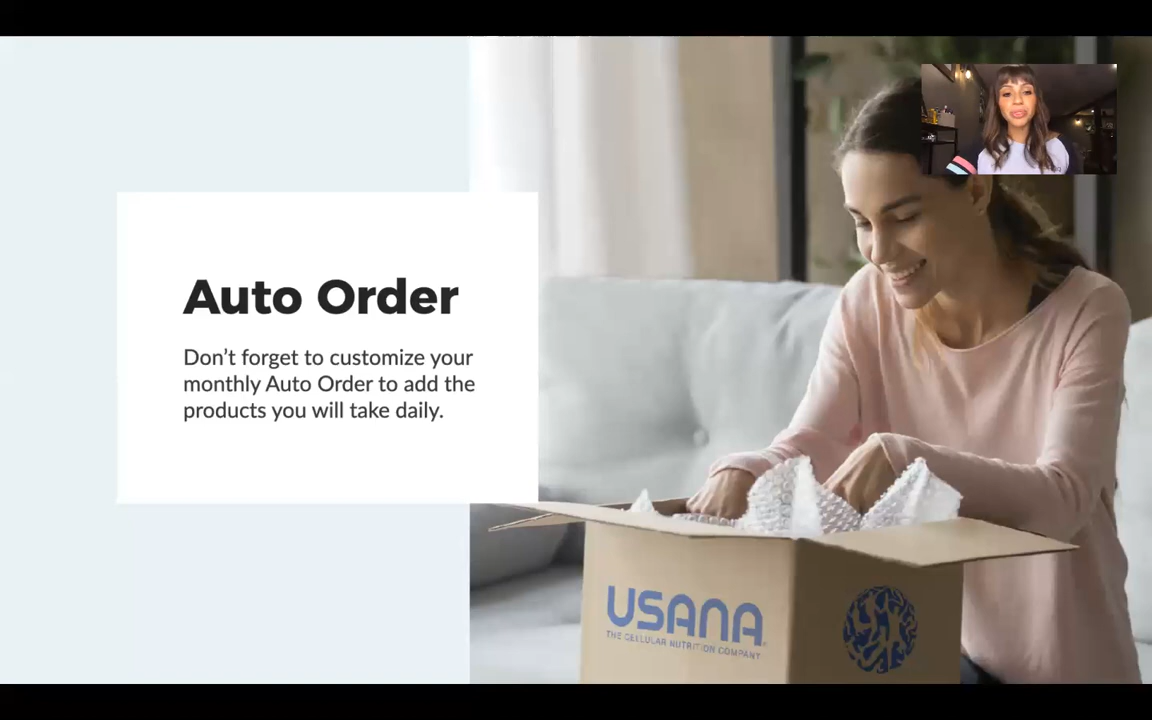 Auto Order
Don’t forget to customize your
monthly Auto Order to add the
products you will take daily.
USANA
THE CELLULAR NUTRITION COMPANY